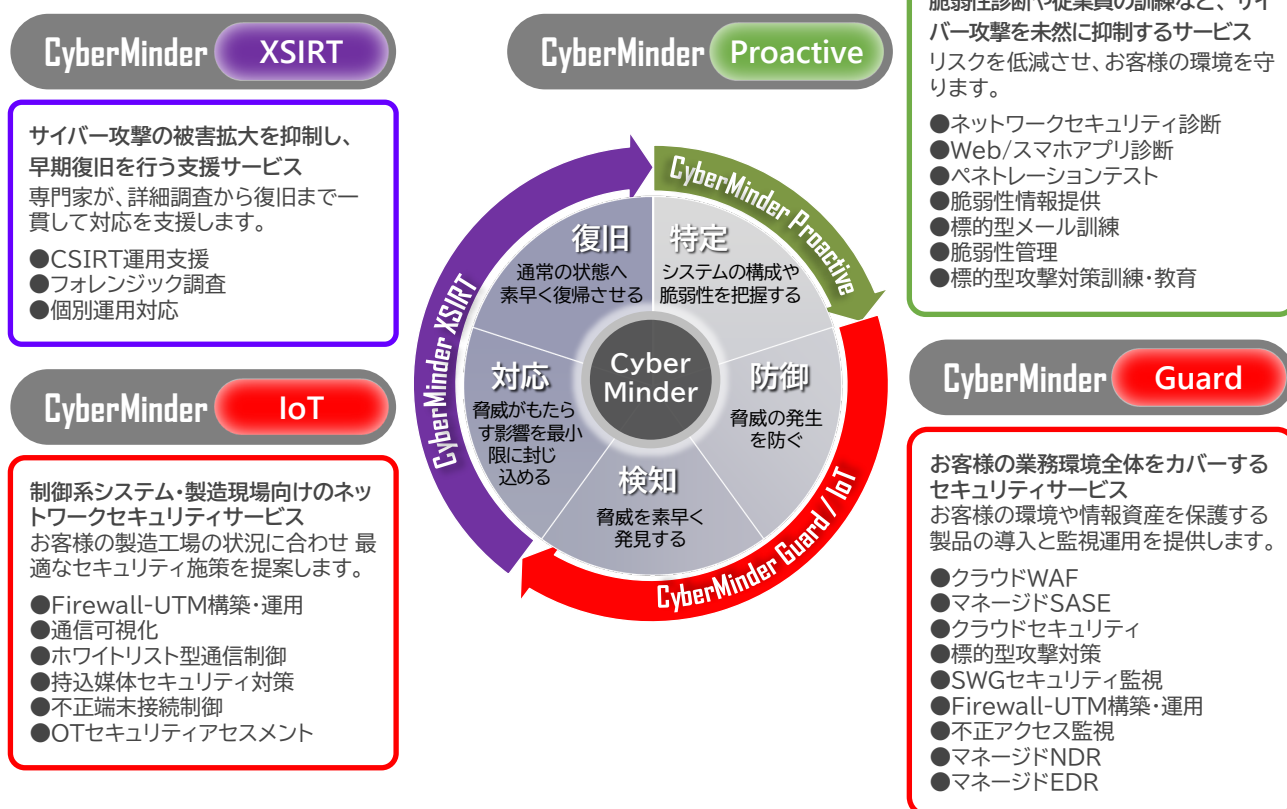 CyberMinder XSIRT
サイバー攻撃の被害拡大を抑制し、
早期復旧を行う支援サービス
専門家が、詳細調査から復旧まで一
貫して対応を支援します。
●CSIRT運用支援
●フォレンジック調査
●個別運用対応
CyberMinder IoT
制御系システム・製造現場向けのネッ
トワークセキュリティサービス
お客様の製造工場の状況に合わせ 最
適なセキュリティ施策を提案します。
●Firewall-UTM構築・運用
●通信可視化
●ホワイトリスト型通信制御
●持込媒体セキュリティ対策
●不正端末接続制御
●OTセキュリティアセスメント
CyberMinder Proactive
CyberMinder Proactive
特定
システムの構成や
脆弱性を把握する
防御
脅威の発生
を防ぐ
CyberMinder Guard / IoT
検知
脅威を素早く
発見する
CyberMinder XSIRT
対応
脅威がもたら
す影響を最小
限に封じ
込める
復旧
通常の状態へ
素早く復帰させる
Cyber
Minder
脆弱性診断や従業員の訓練など、サイ
バー攻撃を未然に抑制するサービス
リスクを低減させ、お客様の環境を守
ります。
●ネットワークセキュリティ診断
●Web/スマホアプリ診断
●ペネトレーションテスト
●脆弱性情報提供
●標的型メール訓練
●脆弱性管理
●標的型攻撃対策訓練・教育
CyberMinder Guard
お客様の業務環境全体をカバーする
セキュリティサービス
お客様の環境や情報資産を保護する
製品の導入と監視運用を提供します。
●クラウドWAF
●マネージドSASE
●クラウドセキュリティ
●標的型攻撃対策
●SWGセキュリティ監視
●Firewall-UTM構築・運用
●不正アクセス監視
●マネージドNDR
●マネージドEDR